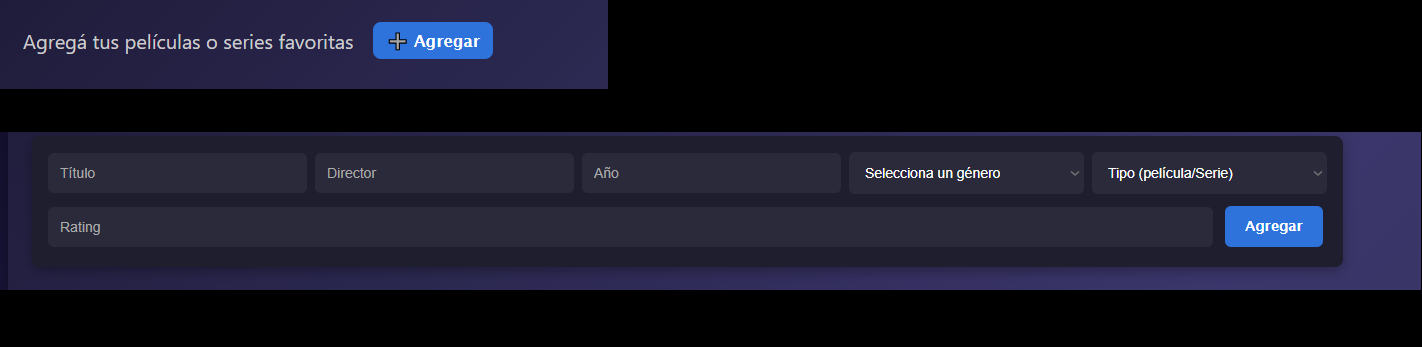 Agregá tus películas o series favoritas ➕ Agregar
Título Director Año Selecciona un género Tipo (película/Serie)
Rating Agregar